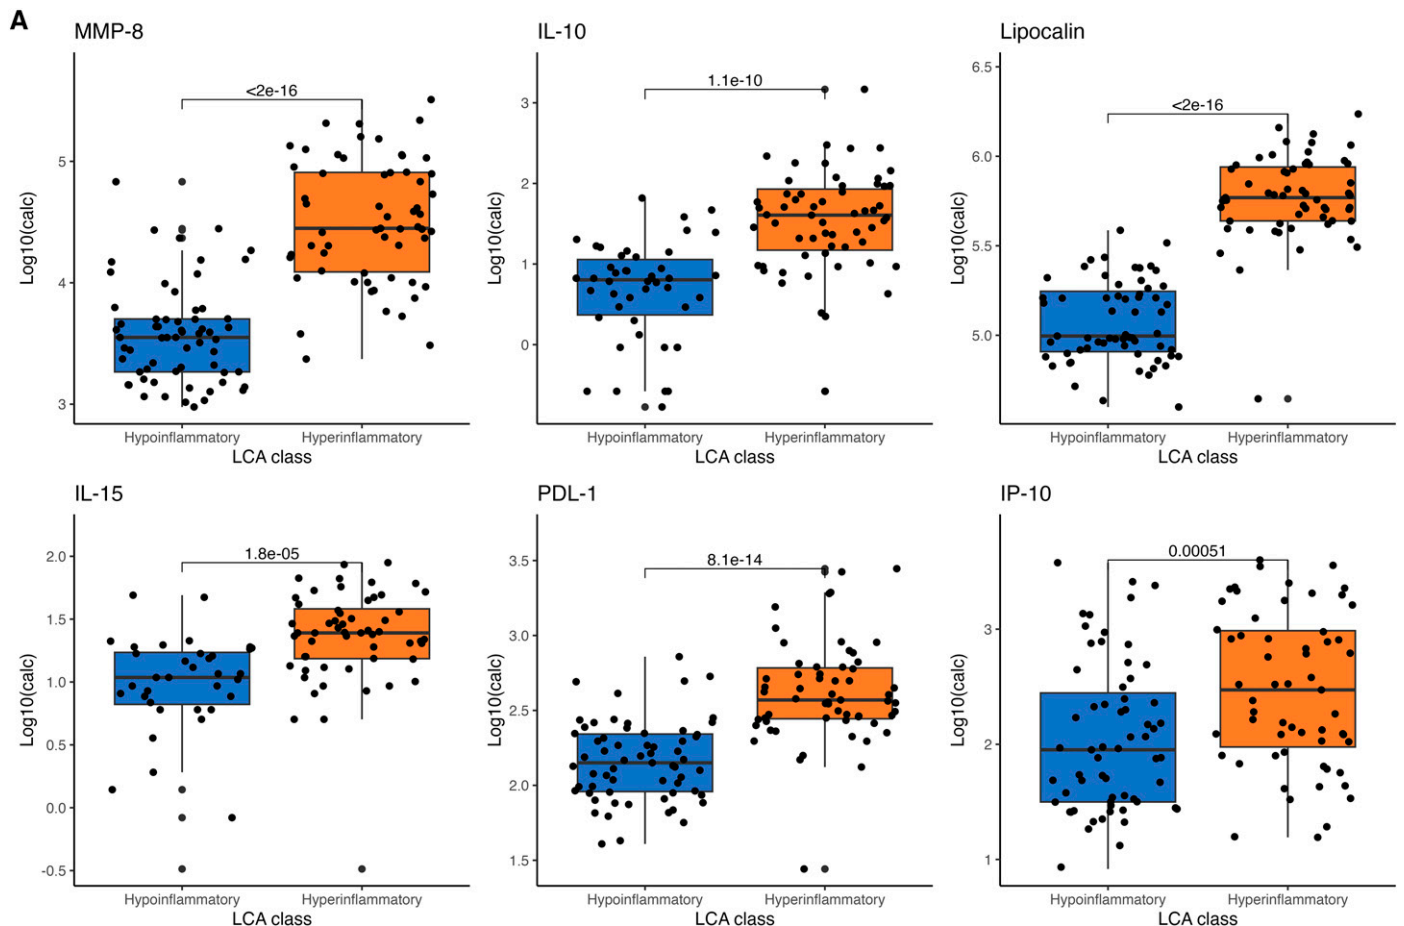 A
MMP-8
IL-10
Lipocalin
Log10(calc)
5
4
3
<2e-16
Hypoinflammatory
Hyperinflammatory
LCA class
Log10(calc)
3
2
1
0
1.1e-10
Hypoinflammatory
Hyperinflammatory
LCA class
Log10(calc)
6.5
6.0
5.5
5.0
<2e-16
Hypoinflammatory
Hyperinflammatory
LCA class
IL-15
PDL-1
IP-10
Log10(calc)
2.0
1.5
1.0
0.5
0.0
-0.5
1.8e-05
Hypoinflammatory
Hyperinflammatory
LCA class
Log10(calc)
3.5
3.0
2.5
2.0
1.5
8.1e-14
Hypoinflammatory
Hyperinflammatory
LCA class
Log10(calc)
3
2
1
0.00051
Hypoinflammatory
Hyperinflammatory
LCA class